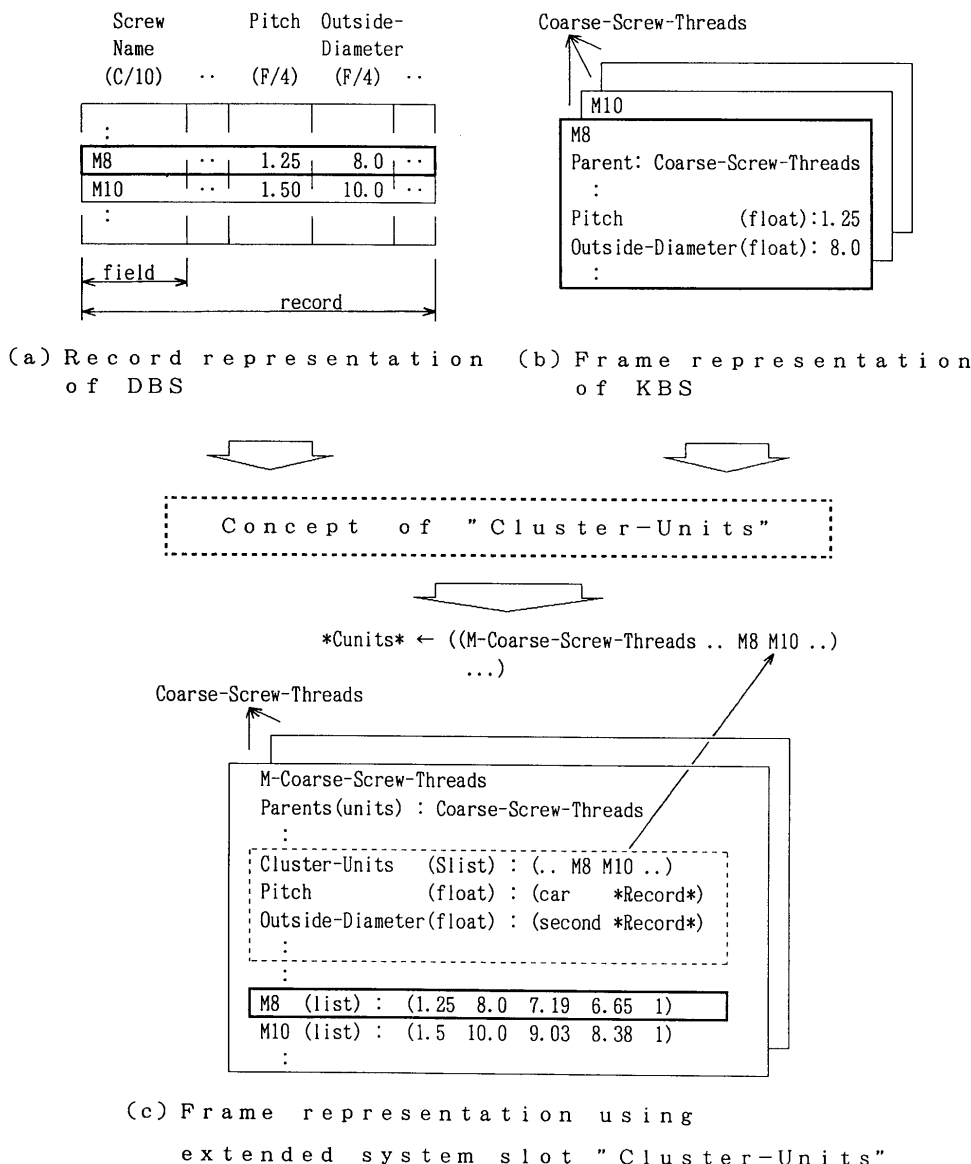 Screw Pitch Outside-
Name Diameter
(C/10) ·· (F/4) (F/4) ··
:
M8 ·· 1.25 8.0 ··
M10 ·· 1.50 10.0 ··
:
field
record
(a) Record representation
of DBS
Coarse-Screw-Threads
M10
M8
Parent: Coarse-Screw-Threads
:
Pitch (float):1.25
Outside-Diameter(float): 8.0
:
(b) Frame representation
of KBS
Concept of "Cluster-Units"
*Cunits* ← ((M-Coarse-Screw-Threads .. M8 M10 ..)
...)
Coarse-Screw-Threads
M-Coarse-Screw-Threads
Parents(units) : Coarse-Screw-Threads
:
Cluster-Units (Slist) : (.. M8 M10 ..)
Pitch (float) : (car *Record*)
Outside-Diameter(float) : (second *Record*)
:
:
M8 (list) : (1.25 8.0 7.19 6.65 1)
M10 (list) : (1.5 10.0 9.03 8.38 1)
:
(c) Frame representation using
extended system slot "Cluster-Units"